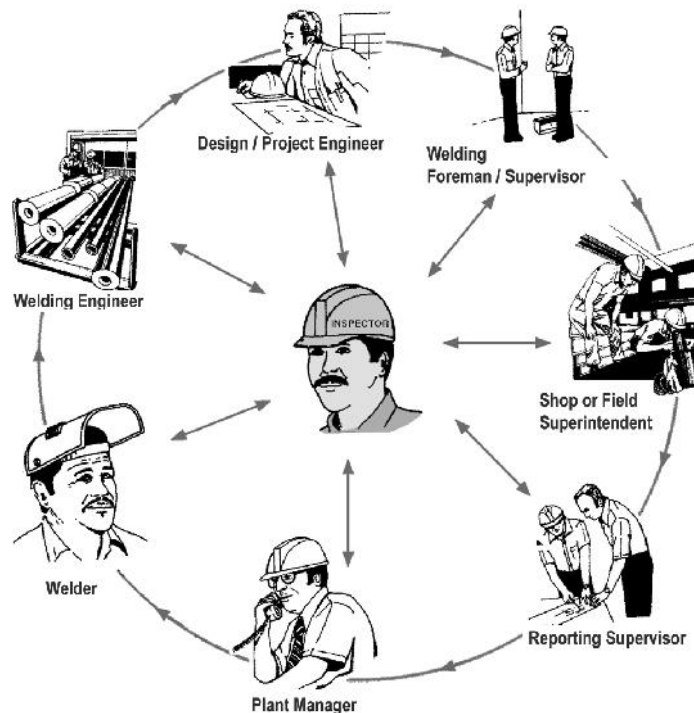 Design / Project Engineer
Welding
Foreman / Supervisor
Welding Engineer
INSPECTOR
Shop or Field
Superintendent
Welder
Reporting Supervisor
Plant Manager